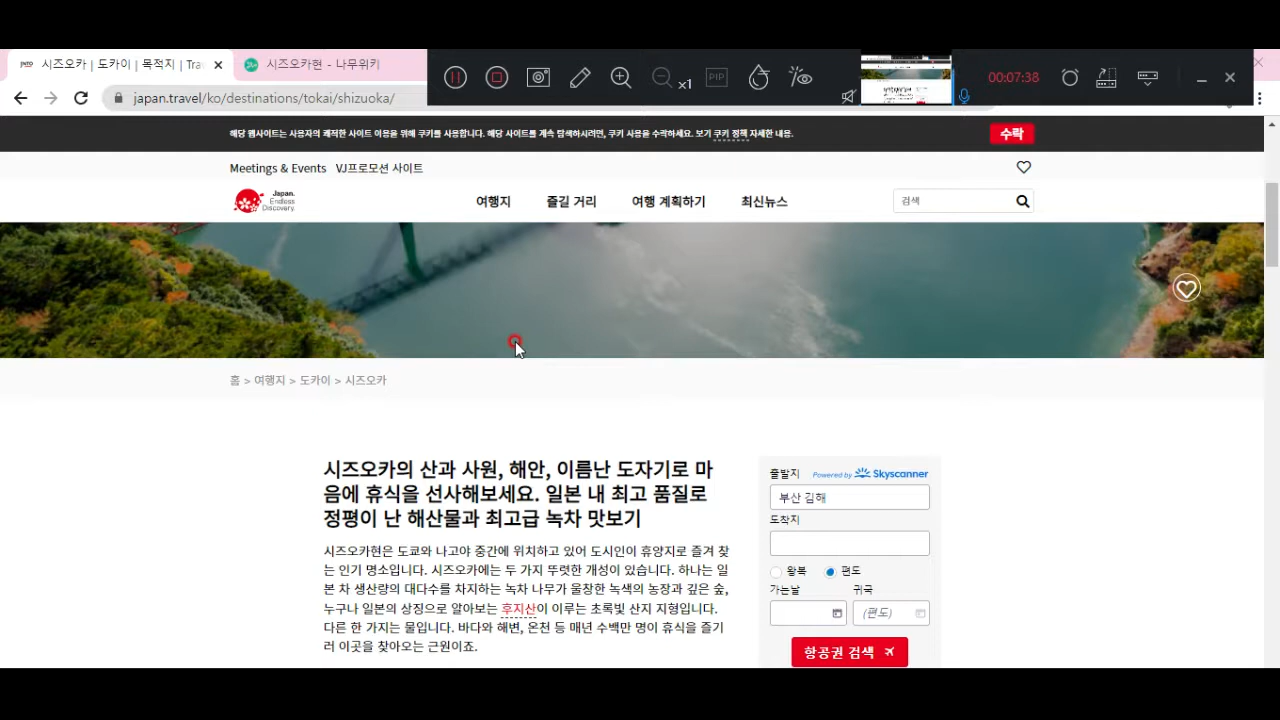 시즈오카 | 도카이 | 목적지 | Tra
시즈오카현 - 나무위키
x1
PIP
00:07:38
japan.travel/ko/destinations/tokai/shizuoka/
해당 웹사이트는 사용자의 쾌적한 사이트 이용을 위해 쿠키를 사용합니다. 해당 사이트를 계속 탐색하시려면, 쿠키 사용을 수락하세요. 보기 쿠키 정책 자세한 내용.
수락
Meetings & Events VJ프로모션 사이트
Japan.
Endless
Discovery.
여행지 즐길 거리 여행 계획하기 최신뉴스
검색
홈 > 여행지 > 도카이 > 시즈오카
시즈오카의 산과 사원, 해안, 이름난 도자기로 마
음에 휴식을 선사해보세요. 일본 내 최고 품질로
정평이 난 해산물과 최고급 녹차 맛보기
시즈오카현은 도쿄와 나고야 중간에 위치하고 있어 도시인이 휴양지로 즐겨 찾
는 인기 명소입니다. 시즈오카에는 두 가지 뚜렷한 개성이 있습니다. 하나는 일
본 차 생산량의 대다수를 차지하는 녹차 나무가 울창한 녹색의 농장과 깊은 숲,
누구나 일본의 상징으로 알아보는 후지산이 이루는 초록빛 산지 지형입니다.
다른 한 가지는 물입니다. 바다와 해변, 온천 등 매년 수백만 명이 휴식을 즐기
러 이곳을 찾아오는 근원이죠.
출발지 Powered by Skyscanner
부산 김해
도착지
왕복 편도
가는날 귀국
(편도)
항공권 검색